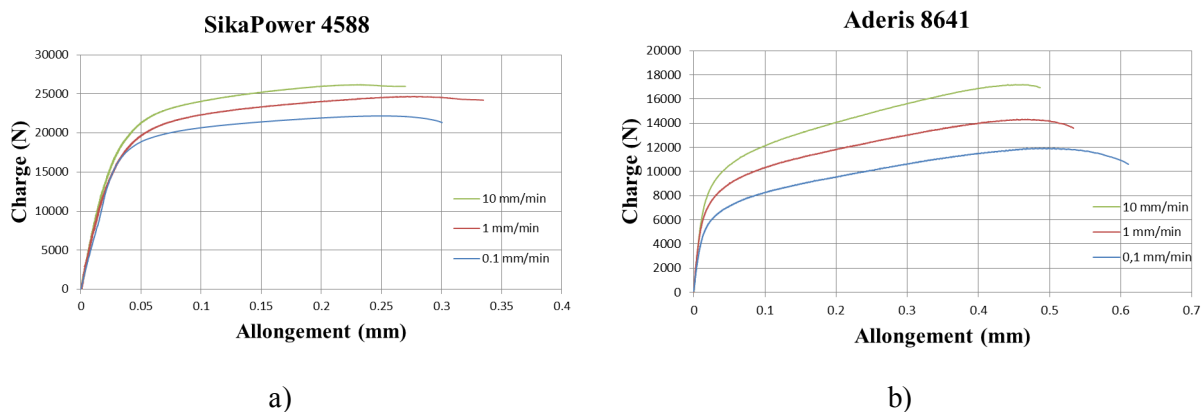 SikaPower 4588
30000
25000
20000
15000
10000
5000
0
0
0.05
0.1
0.15
0.2
0.25
0.3
0.35
0.4
Charge (N)
Allongement (mm)
10 mm/min
1 mm/min
0.1 mm/min
a)
Aderis 8641
20000
18000
16000
14000
12000
10000
8000
6000
4000
2000
0
0
0.1
0.2
0.3
0.4
0.5
0.6
0.7
Charge (N)
Allongement (mm)
10 mm/min
1 mm/min
0,1 mm/min
b)